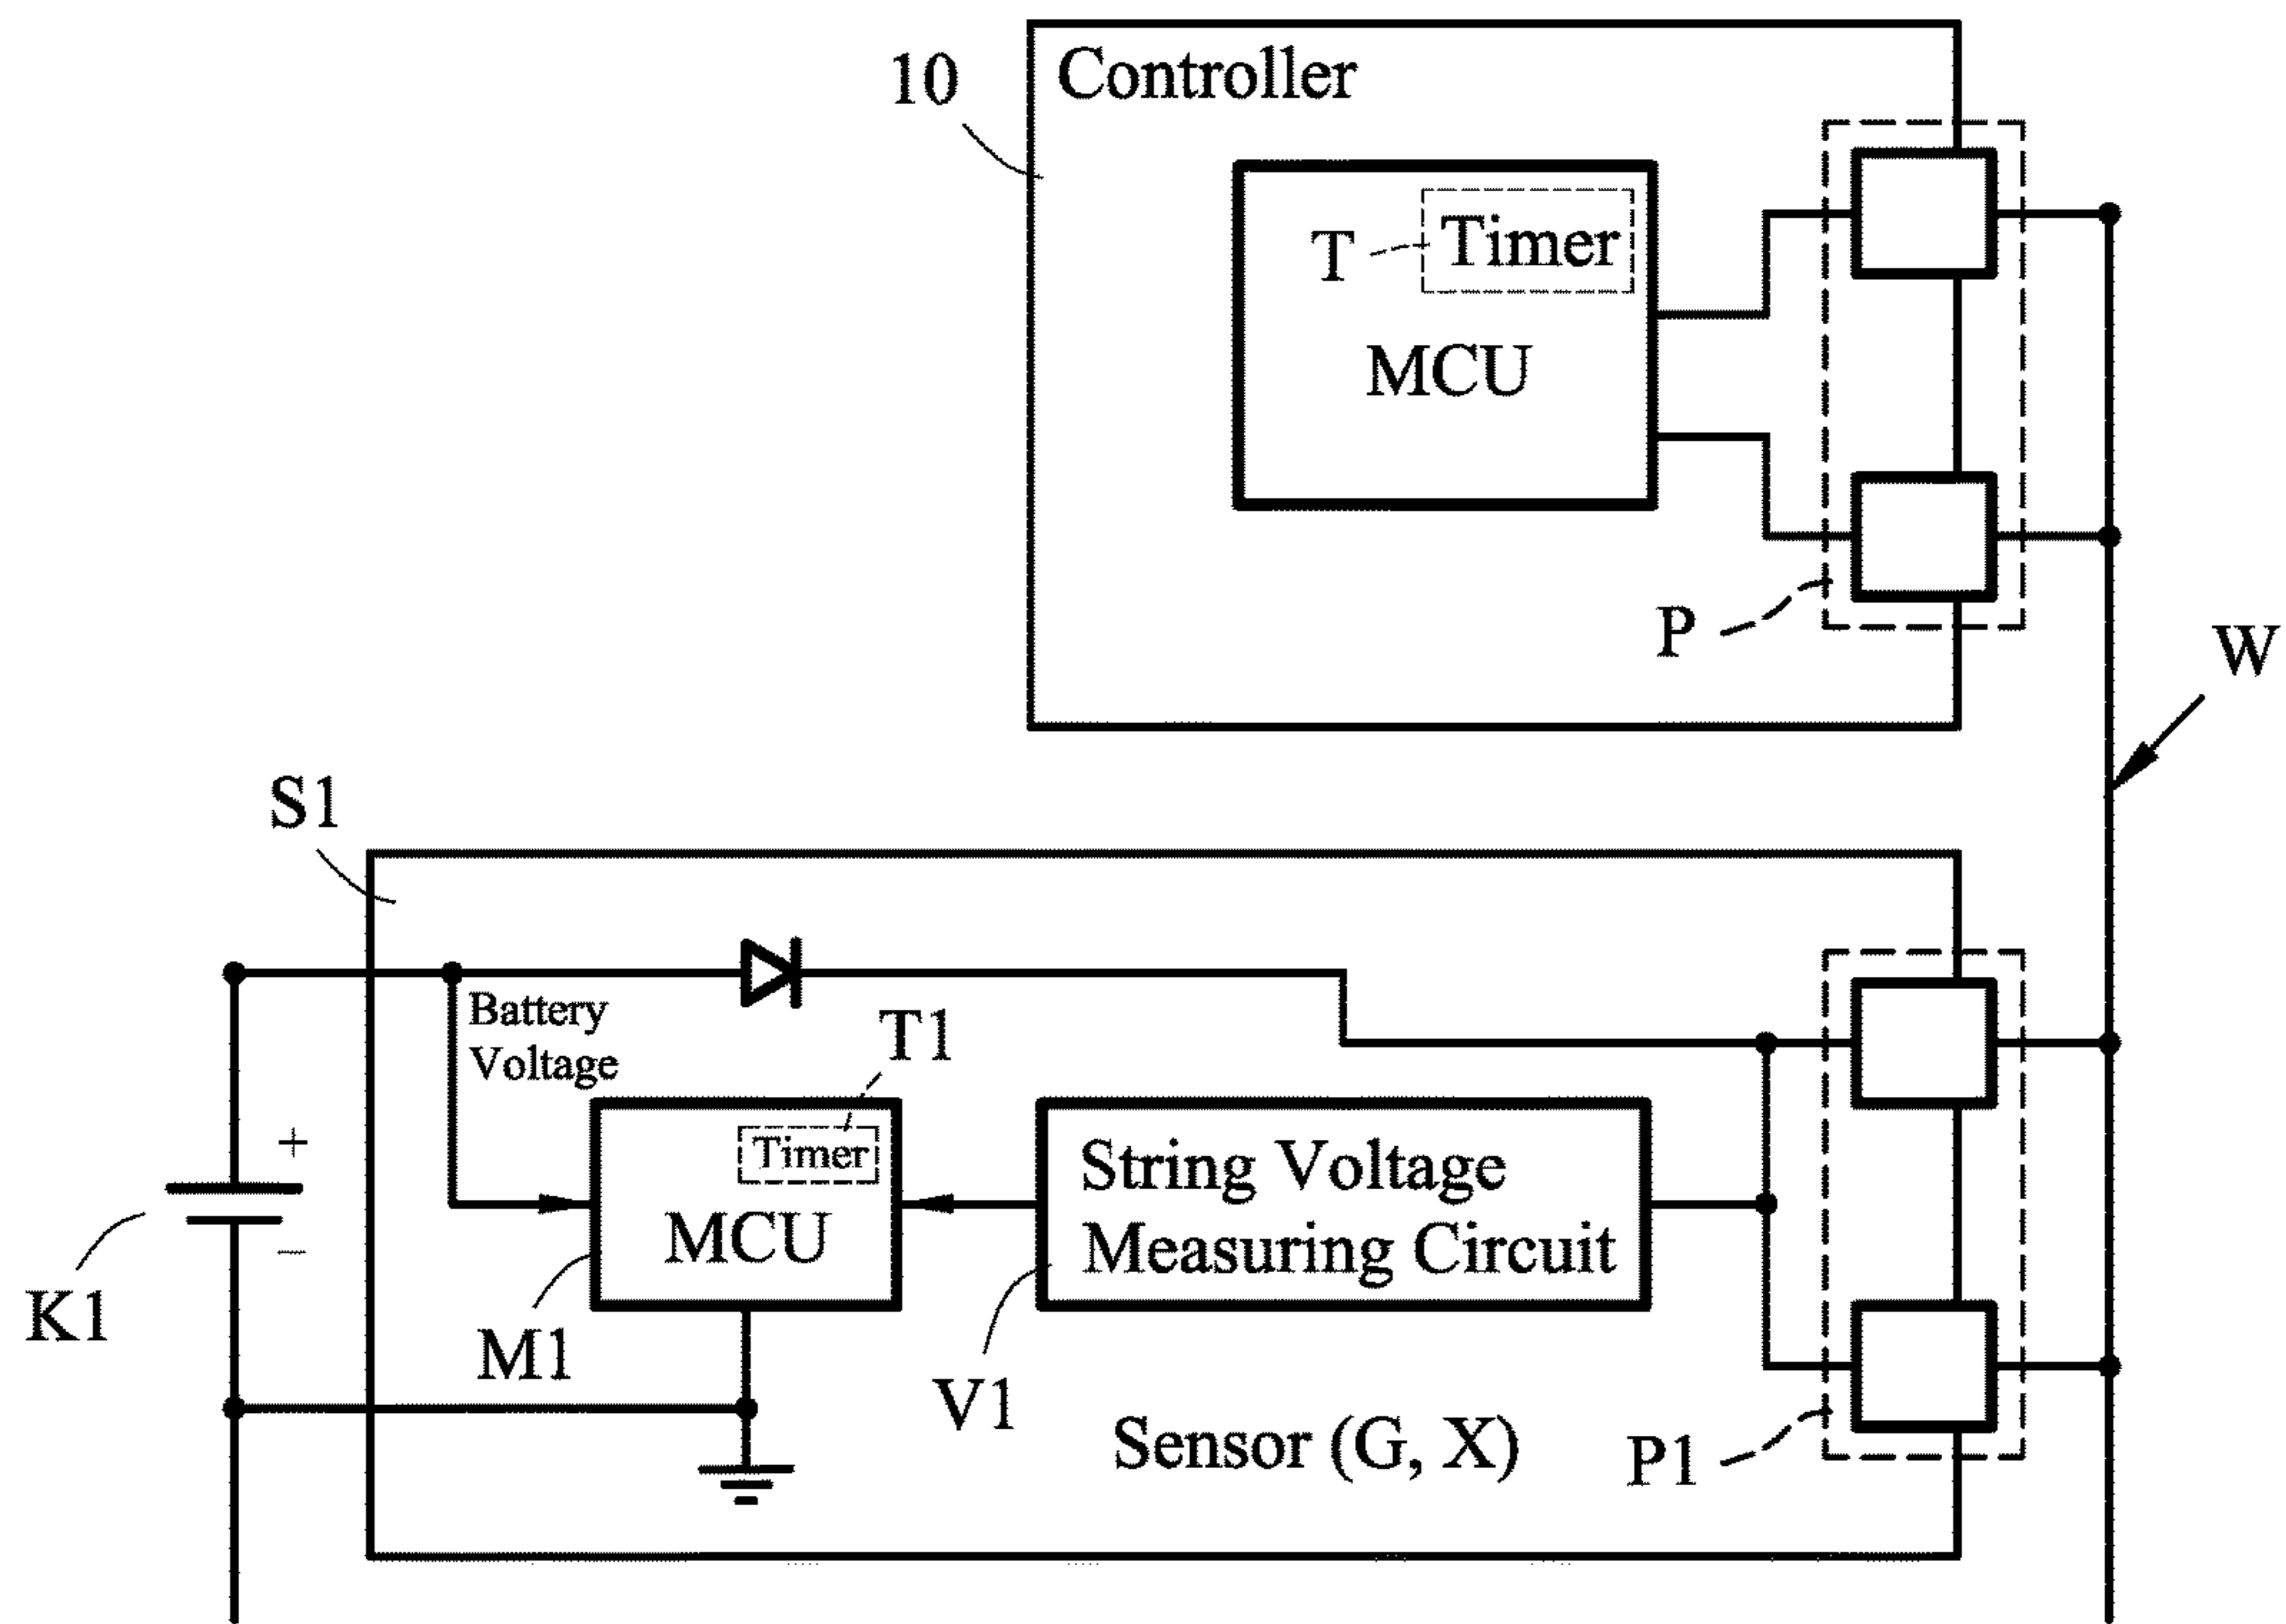 10
Controller
T
Timer
MCU
P
W
S1
Battery
Voltage
T1
+
Timer
MCU
String Voltage
Measuring Circuit
−
K1
M1
V1
Sensor (G, X)
P1